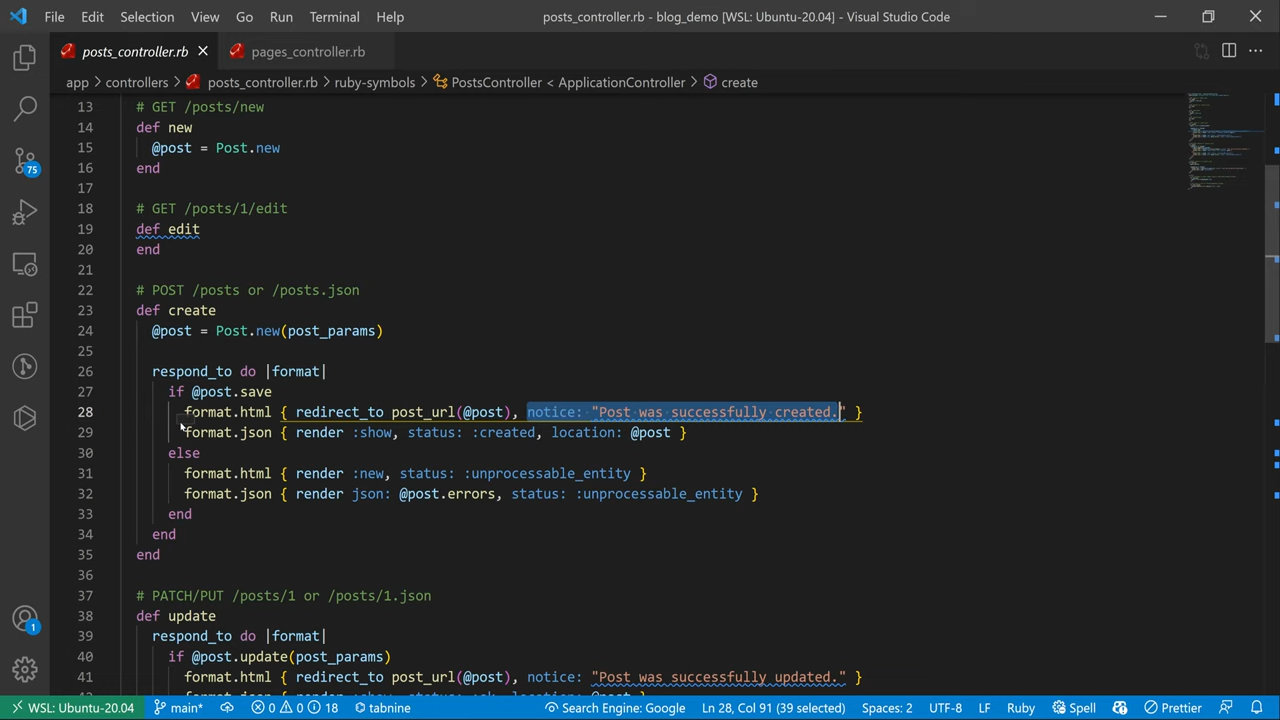 File Edit Selection View Go Run Terminal Help posts_controller.rb - blog_demo [WSL: Ubuntu-20.04] - Visual Studio Code
posts_controller.rb pages_controller.rb
app > controllers > posts_controller.rb > ruby-symbols > PostsController < ApplicationController > create
13 # GET /posts/new
14 def new
15 @post = Post.new
16 end
17
18 # GET /posts/1/edit
19 def edit
20 end
21
22 # POST /posts or /posts.json
23 def create
24 @post = Post.new(post_params)
25
26 respond_to do |format|
27 if @post.save
28 format.html { redirect_to post_url(@post), notice: "Post was successfully created." }
29 format.json { render :show, status: :created, location: @post }
30 else
31 format.html { render :new, status: :unprocessable_entity }
32 format.json { render json: @post.errors, status: :unprocessable_entity }
33 end
34 end
35 end
36
37 # PATCH/PUT /posts/1 or /posts/1.json
38 def update
39 respond_to do |format|
40 if @post.update(post_params)
41 format.html { redirect_to post_url(@post), notice: "Post was successfully updated." }
75
1
WSL: Ubuntu-20.04 main* 0 0 18 tabnine Search Engine: Google Ln 28, Col 91 (39 selected) Spaces: 2 UTF-8 LF Ruby Spell Prettier